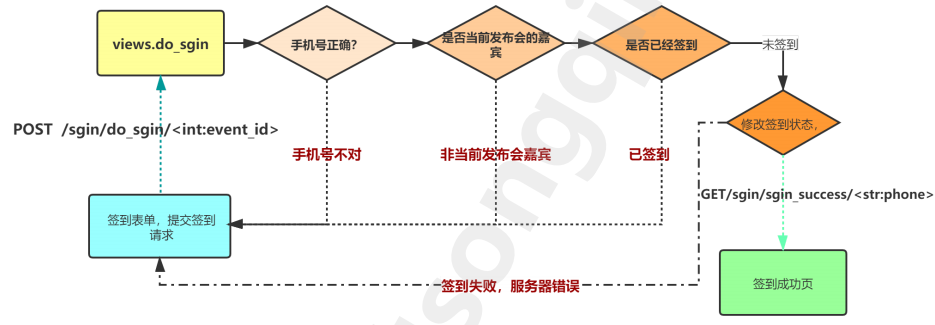 views.do_sgin
手机号正确？
是否当前发布会的嘉
宾
是否已经签到
未签到
修改签到状态，
POST /sgin/do_sgin/<int:event_id>
手机号不对
非当前发布会嘉宾
已签到
GET/sgin/sgin_success/<str:phone>
签到表单，提交签到
请求
签到失败，服务器错误
签到成功页